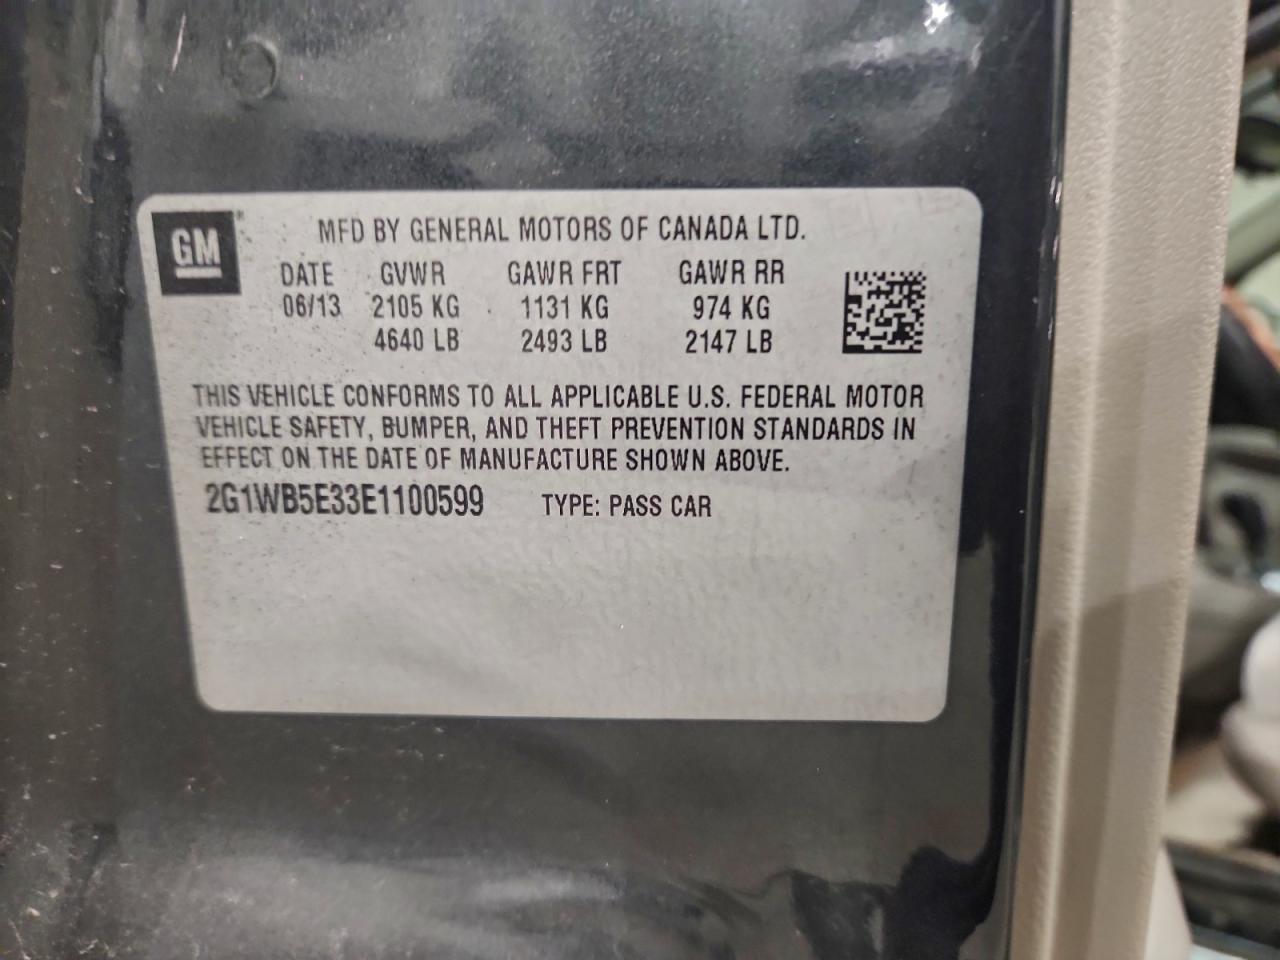 GM®
MFD BY GENERAL MOTORS OF CANADA LTD.
DATE GVWR GAWR FRT GAWR RR
06/13 2105 KG 1131 KG 974 KG
4640 LB 2493 LB 2147 LB
THIS VEHICLE CONFORMS TO ALL APPLICABLE U.S. FEDERAL MOTOR
VEHICLE SAFETY, BUMPER, AND THEFT PREVENTION STANDARDS IN
EFFECT ON THE DATE OF MANUFACTURE SHOWN ABOVE.
2G1WB5E33E1100599 TYPE: PASS CAR